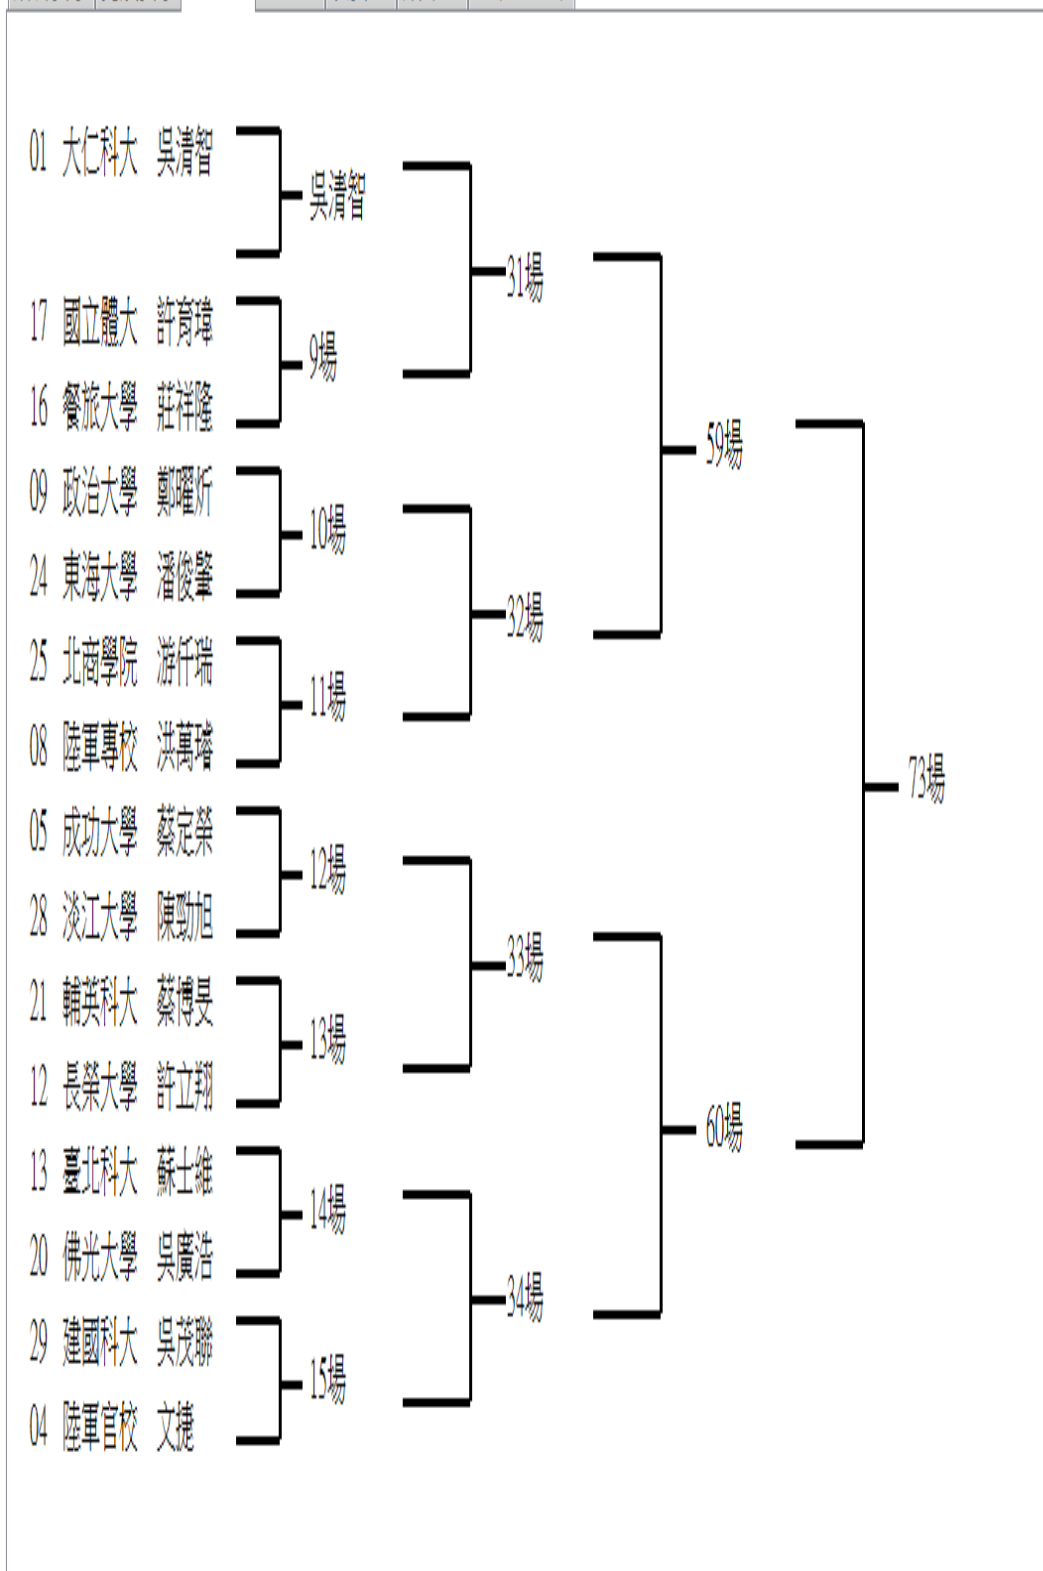 01 大仁科大 吳清智
吳清智
31場
17 國立體大 許育瑋
9場
16 餐旅大學 莊祥隆
59場
09 政治大學 鄭曜炘
10場
24 東海大學 潘俊肇
32場
25 北商學院 游仟瑞
11場
08 陸軍專校 洪萬璿
73場
05 成功大學 蔡定榮
12場
28 淡江大學 陳勁旭
33場
21 輔英科大 蔡博旻
13場
12 長榮大學 許立翔
60場
13 臺北科大 蘇士維
14場
20 佛光大學 吳廣浩
34場
29 建國科大 吳茂聯
15場
04 陸軍官校 文捷